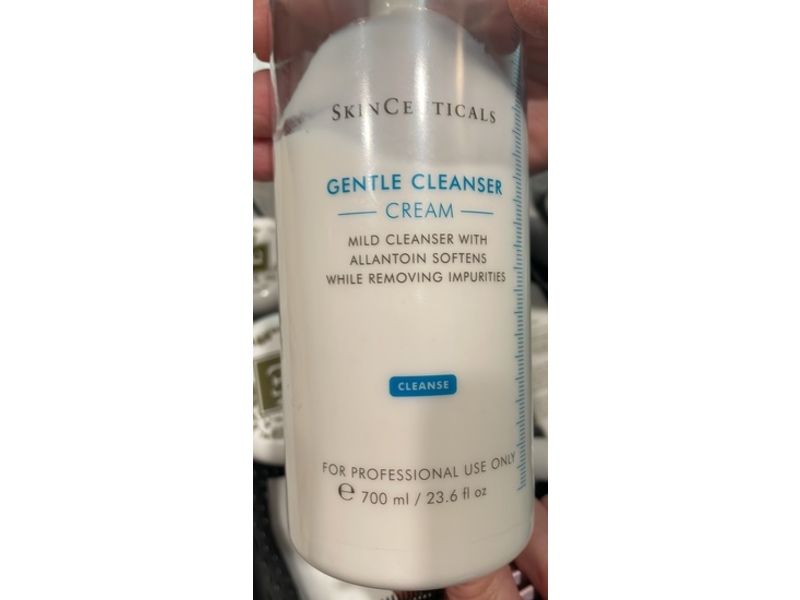 SKINCEUTICALS
GENTLE CLEANSER
CREAM
MILD CLEANSER WITH
ALLANTOIN SOFTENS
WHILE REMOVING IMPURITIES
CLEANSE
FOR PROFESSIONAL USE ONLY
℮ 700 ml / 23.6 fl oz